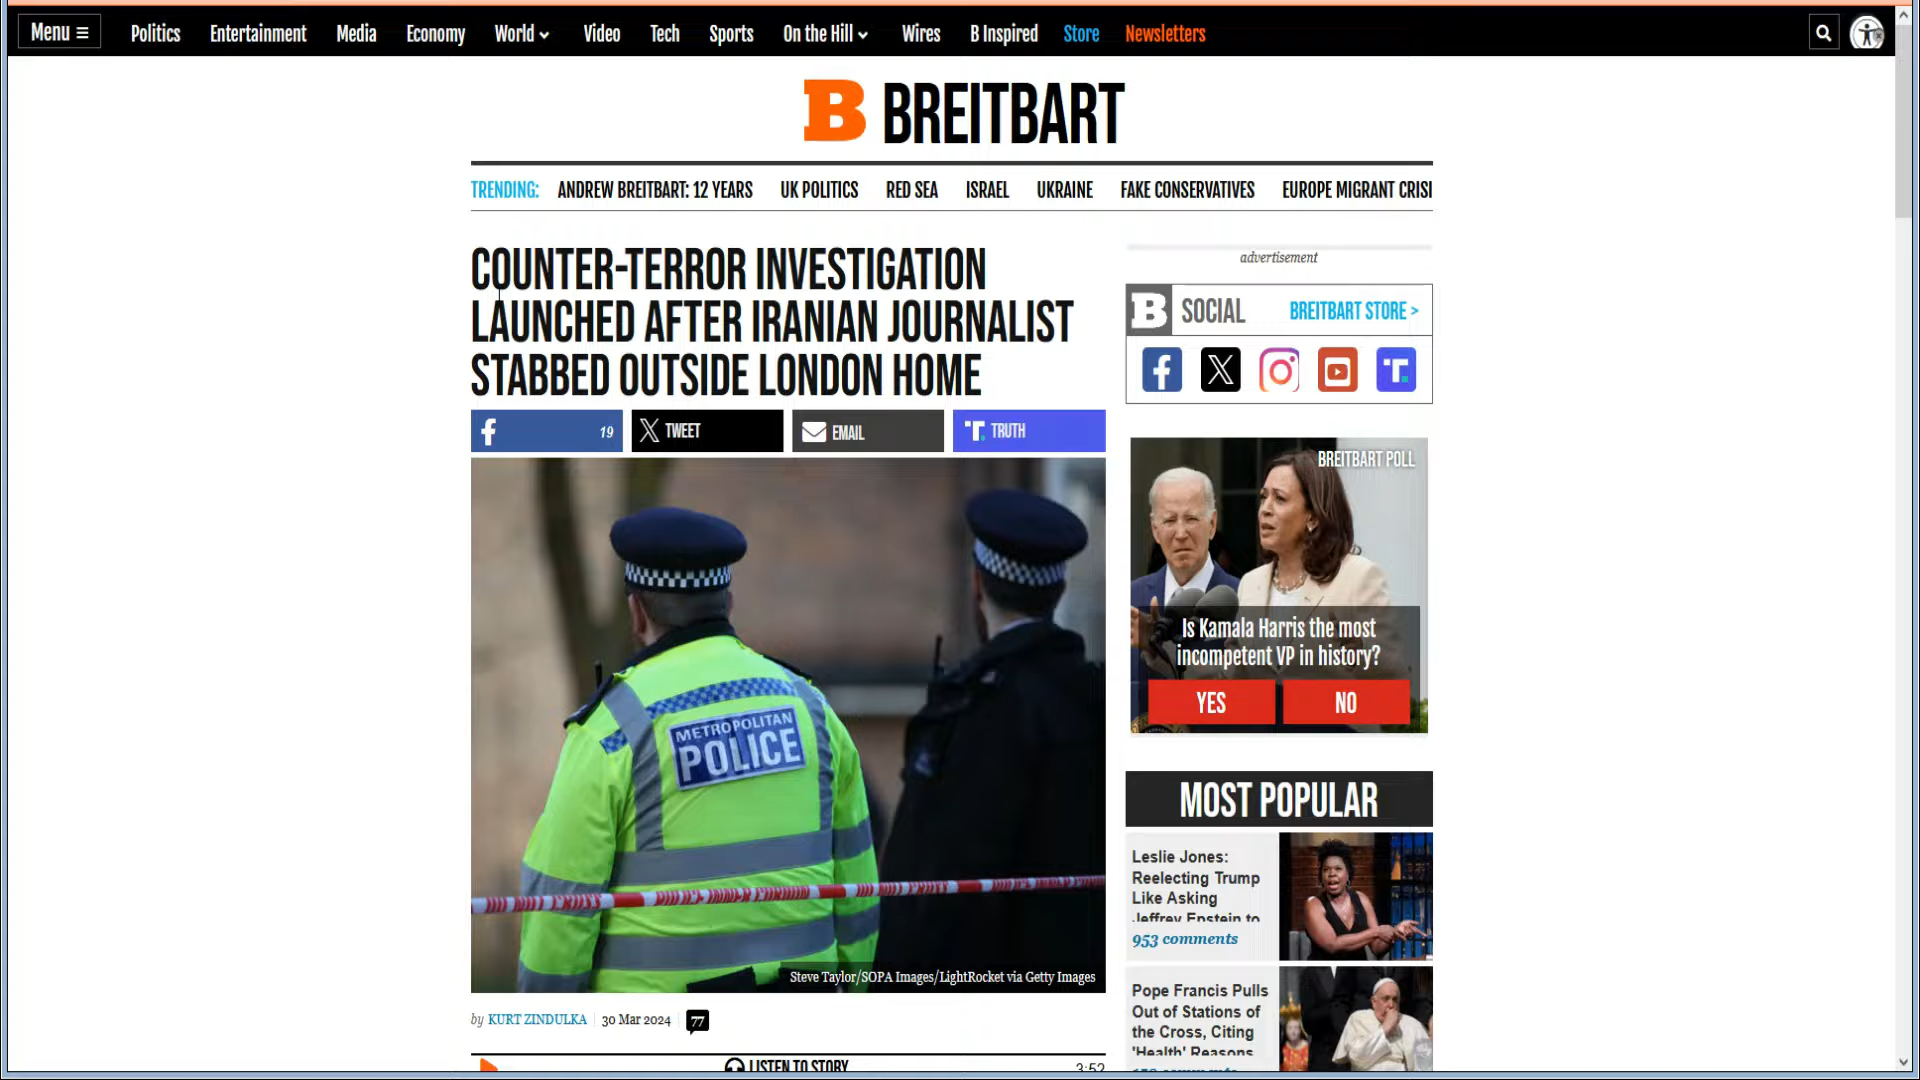 Menu
Politics
Entertainment
Media
Economy
World
Video
Tech
Sports
On the Hill
Wires
B Inspired
Store
Newsletters
B BREITBART
TRENDING:
ANDREW BREITBART: 12 YEARS
UK POLITICS
RED SEA
ISRAEL
UKRAINE
FAKE CONSERVATIVES
EUROPE MIGRANT CRISI
COUNTER-TERROR INVESTIGATION
LAUNCHED AFTER IRANIAN JOURNALIST
STABBED OUTSIDE LONDON HOME
19
TWEET
EMAIL
TRUTH
METROPOLITAN
POLICE
Steve Taylor/SOPA Images/LightRocket via Getty Images
by KURT ZINDULKA
30 Mar 2024
77
LISTEN TO STORY
3:52
advertisement
B SOCIAL
BREITBART STORE >
BREITBART POLL
Is Kamala Harris the most
incompetent VP in history?
YES
NO
MOST POPULAR
Leslie Jones:
Reelecting Trump
Like Asking
Jeffrey Epstein to
953 comments
Pope Francis Pulls
Out of Stations of
the Cross, Citing
'Health' Reasons